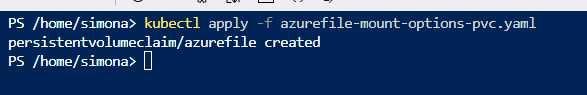 PS /home/simona> kubectl apply -f azurefile-mount-options-pvc.yaml
persistentvolumeclaim/azurefile created
PS /home/simona>